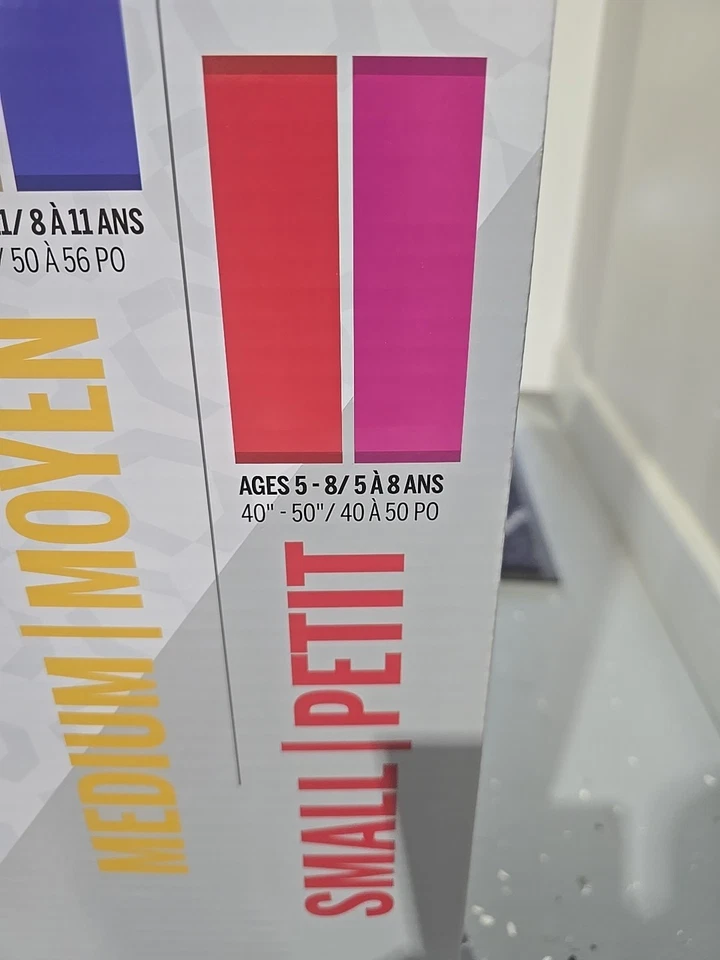 8 À 11 ANS
50 À 56 PO
MEDIUM | MOYEN
AGES 5 - 8/ 5 À 8 ANS
40" - 50"/ 40 À 50 PO
SMALL | PETIT